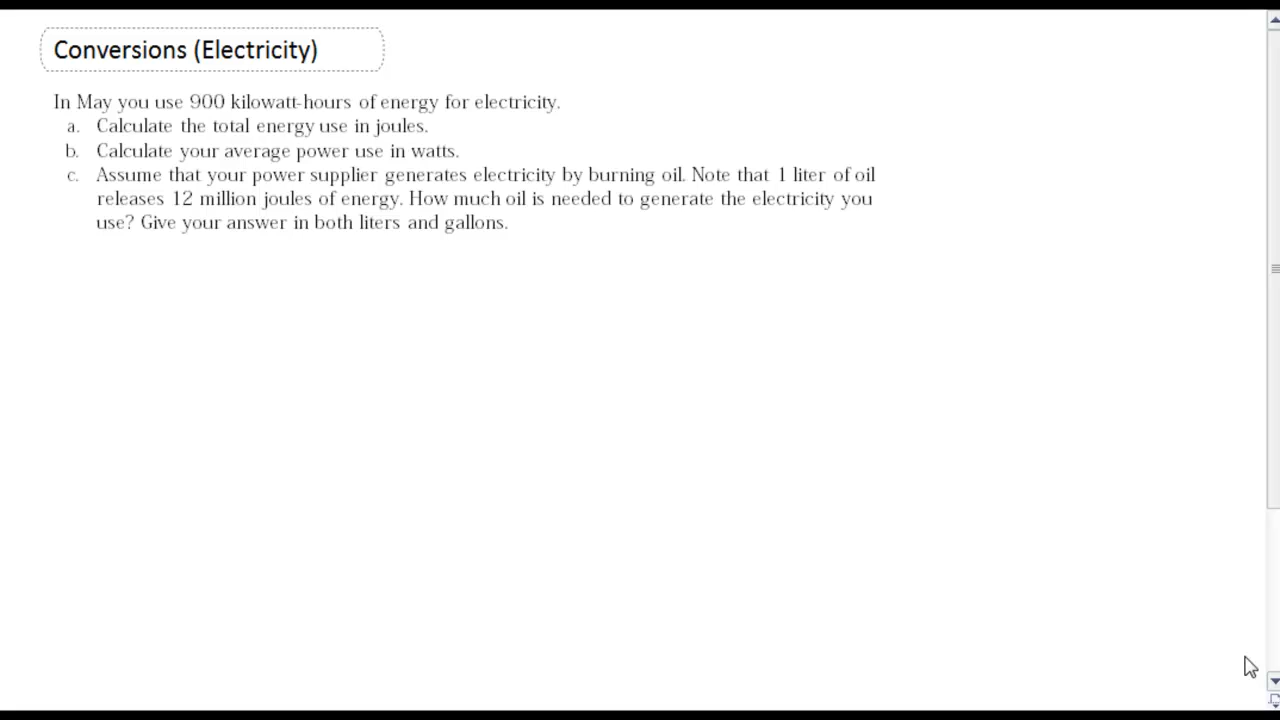 Conversions (Electricity)
In May you use 900 kilowatt-hours of energy for electricity.
a. Calculate the total energy use in joules.
b. Calculate your average power use in watts.
c. Assume that your power supplier generates electricity by burning oil. Note that 1 liter of oil
releases 12 million joules of energy. How much oil is needed to generate the electricity you
use? Give your answer in both liters and gallons.